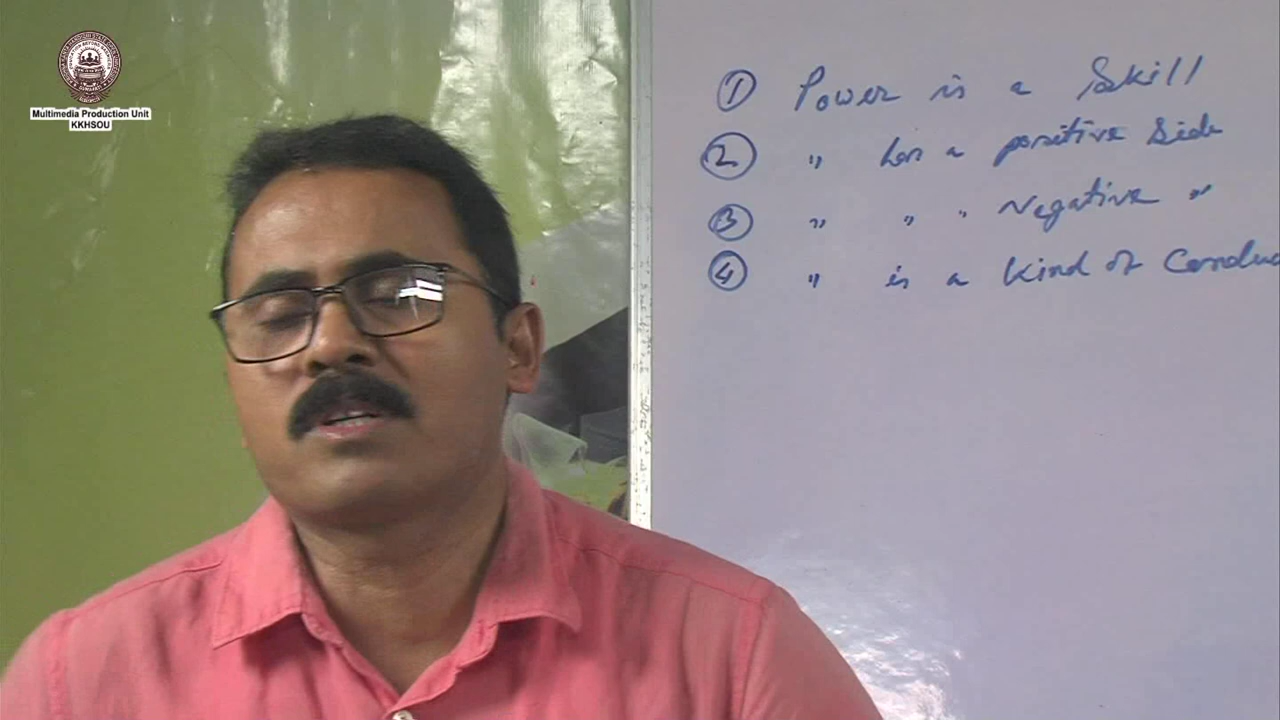 Multimedia Production Unit
KKHSOU
① Power is a Skill
② " has a positive Side
③ " " " Negative "
④ " is a Kind of Conduc